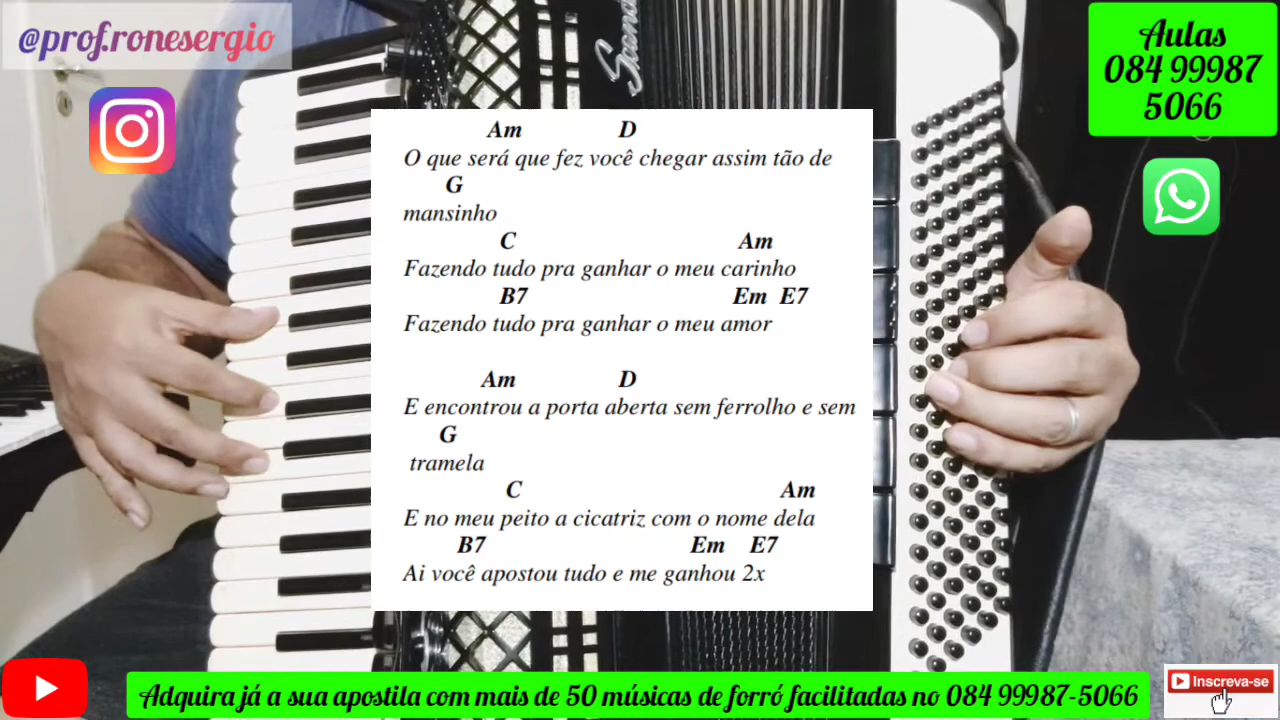 @prof.ronesergio
Aulas
084 99987
5066
Am D
O que será que fez você chegar assim tão de
G
mansinho
C Am
Fazendo tudo pra ganhar o meu carinho
B7 Em E7
Fazendo tudo pra ganhar o meu amor
Am D
E encontrou a porta aberta sem ferrolho e sem
G
tramela
C Am
E no meu peito a cicatriz com o nome dela
B7 Em E7
Ai você apostou tudo e me ganhou 2x
Adquira já a sua apostila com mais de 50 músicas de forró facilitadas no 084 99987-5066
Inscreva-se